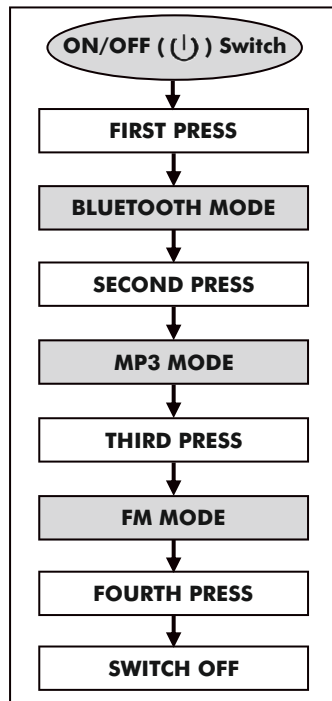 ON/OFF ( ) Switch
FIRST PRESS
BLUETOOTH MODE
SECOND PRESS
MP3 MODE
THIRD PRESS
FM MODE
FOURTH PRESS
SWITCH OFF